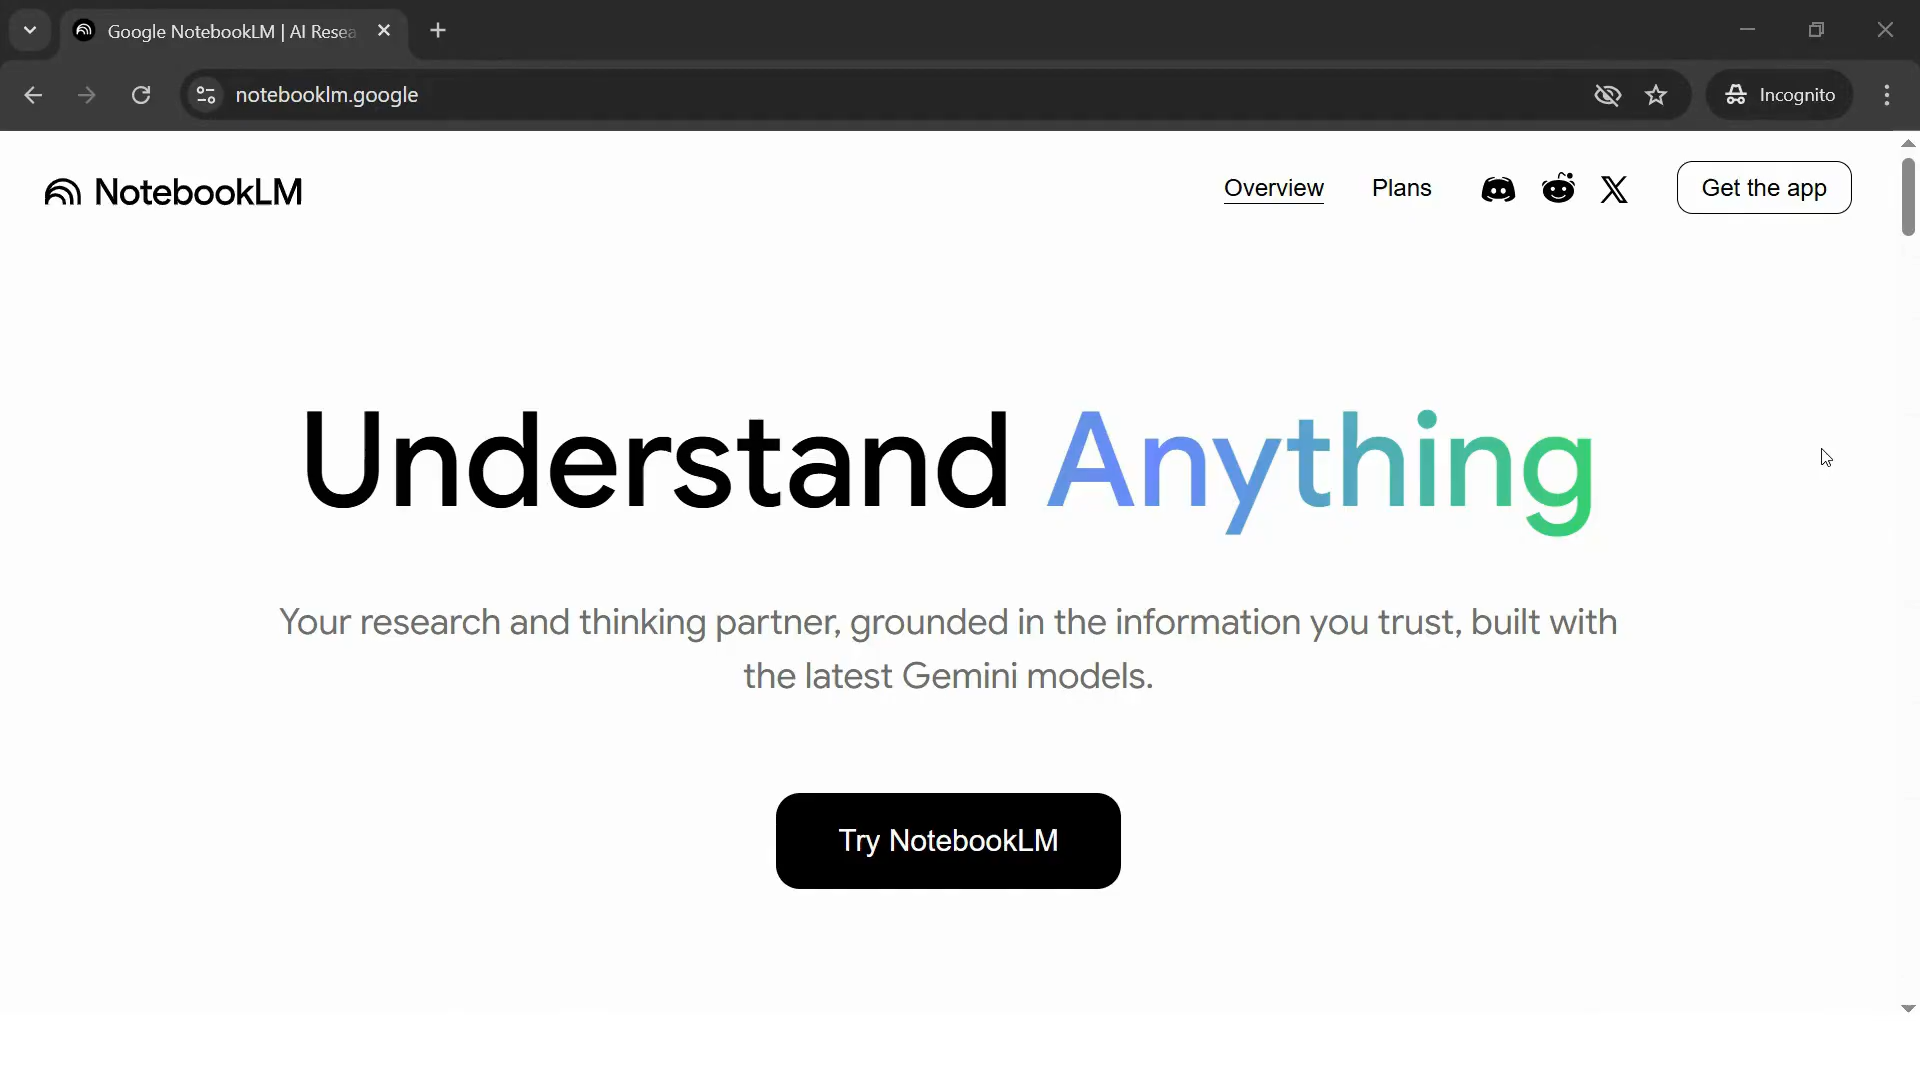 Google NotebookLM | AI Resea
notebooklm.google
Incognito
NotebookLM
Overview
Plans
Get the app
Understand Anything
Your research and thinking partner, grounded in the information you trust, built with
the latest Gemini models.
Try NotebookLM